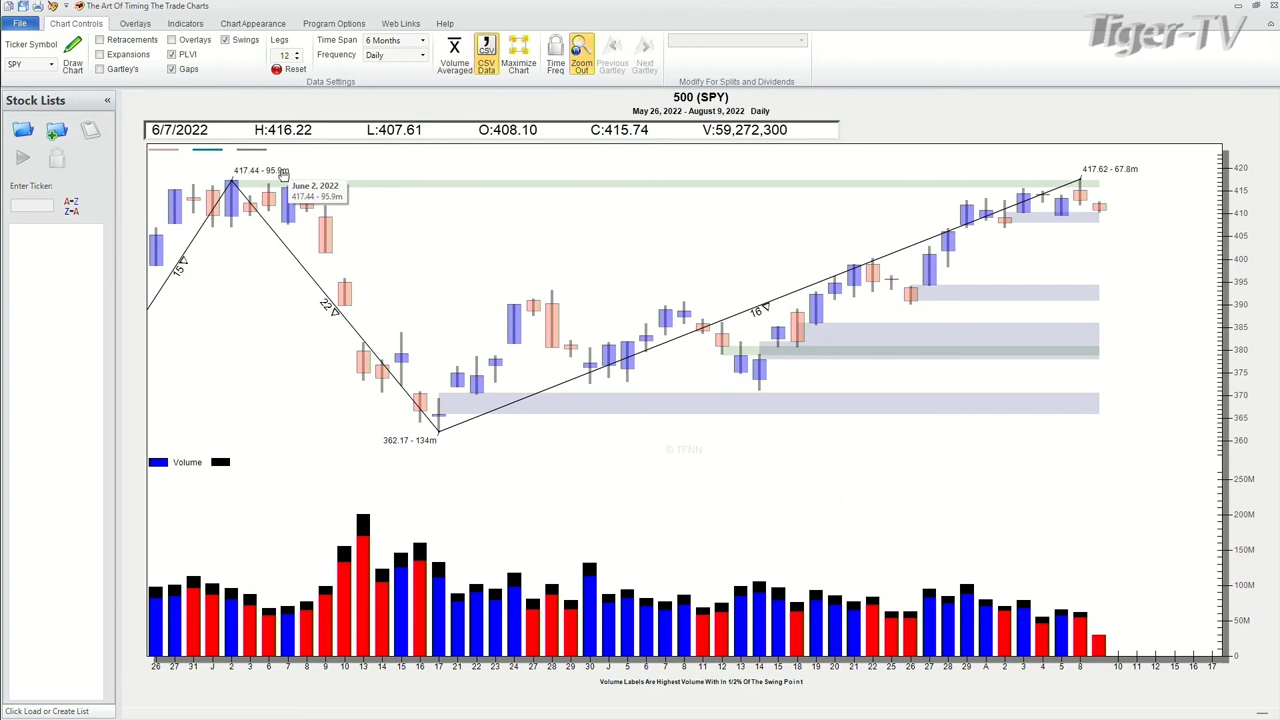 The Art Of Timing The Trade Charts
Tiger-TV
File
Chart Controls
Overlays
Indicators
Chart Appearance
Program Options
Web Links
Help
Ticker Symbol
SPY
Draw Chart
Retracements
Expansions
Gartley's
Overlays
PLVI
Gaps
Swings
Legs
12
Reset
Time Span
6 Months
Frequency
Daily
Data Settings
Volume Averaged
CSV
CSV Data
Maximize Chart
Time Freq
Zoom Out
Previous Gartley
Next Gartley
Modify For Splits and Dividends
Stock Lists
«
Enter Ticker:
A-Z
Z-A
500 (SPY)
May 26, 2022 - August 9, 2022 Daily
6/7/2022 H:416.22 L:407.61 O:408.10 C:415.74 V:59,272,300
417.44 - 95.9m
June 2, 2022
417.44 - 95.9m
417.62 - 67.8m
15
22
16
362.17 - 134m
420
415
410
405
400
395
390
385
380
375
370
365
360
© TFNN
Volume
250M
200M
150M
100M
50M
0
26 27 31 J 2 3 6 7 8 9 10 13 14 15 16 17 21 22 23 24 27 28 29 30 J 5 6 7 8 11 12 13 14 15 18 19 20 21 22 25 26 27 28 29 A 2 3 4 5 8 10 11 12 15 16 17
Volume Labels Are Highest Volume With In 1/2% Of The Swing Point
Click Load or Create List